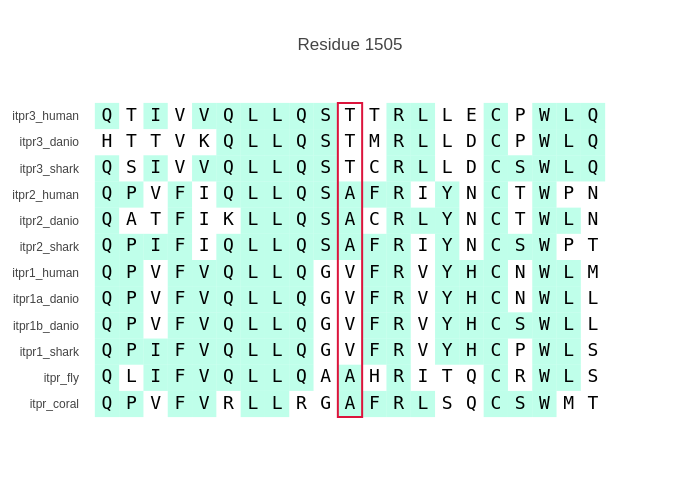 Residue 1505
itpr3_human Q T I V V Q L L Q S T T R L L E C P W L Q
itpr3_danio H T T V K Q L L Q S T M R L L D C P W L Q
itpr3_shark Q S I V V Q L L Q S T C R L L D C S W L Q
itpr2_human Q P V F I Q L L Q S A F R I Y N C T W P N
itpr2_danio Q A T F I K L L Q S A C R L Y N C T W L N
itpr2_shark Q P I F I Q L L Q S A F R I Y N C S W P T
itpr1_human Q P V F V Q L L Q G V F R V Y H C N W L M
itpr1a_danio Q P V F V Q L L Q G V F R V Y H C N W L L
itpr1b_danio Q P V F V Q L L Q G V F R V Y H C S W L L
itpr1_shark Q P I F V Q L L Q G V F R V Y H C P W L S
itpr_fly Q L I F V Q L L Q A A H R I T Q C R W L S
itpr_coral Q P V F V R L L R G A F R L S Q C S W M T